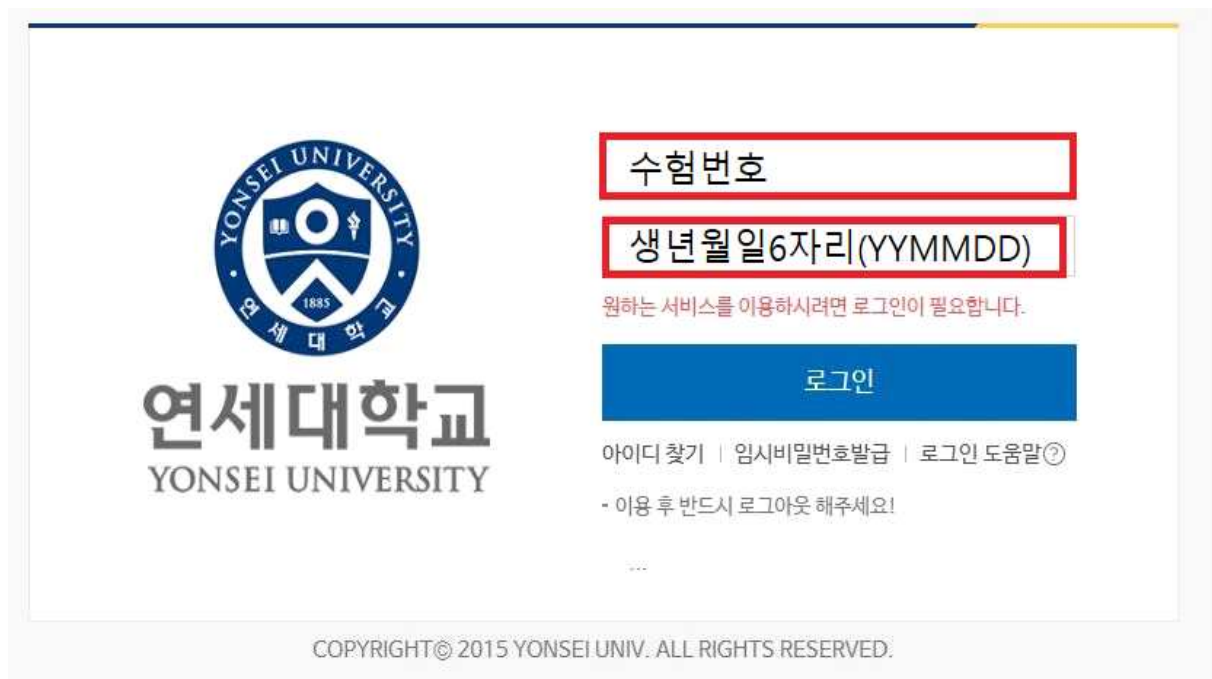 YONSEI UNIVERSITY
1885
연세대학교
연세대학교
YONSEI UNIVERSITY
수험번호
생년월일6자리(YYMMDD)
원하는 서비스를 이용하시려면 로그인이 필요합니다.
로그인
아이디 찾기 | 임시비밀번호발급 | 로그인 도움말?
- 이용 후 반드시 로그아웃 해주세요!
...
COPYRIGHT© 2015 YONSEI UNIV. ALL RIGHTS RESERVED.